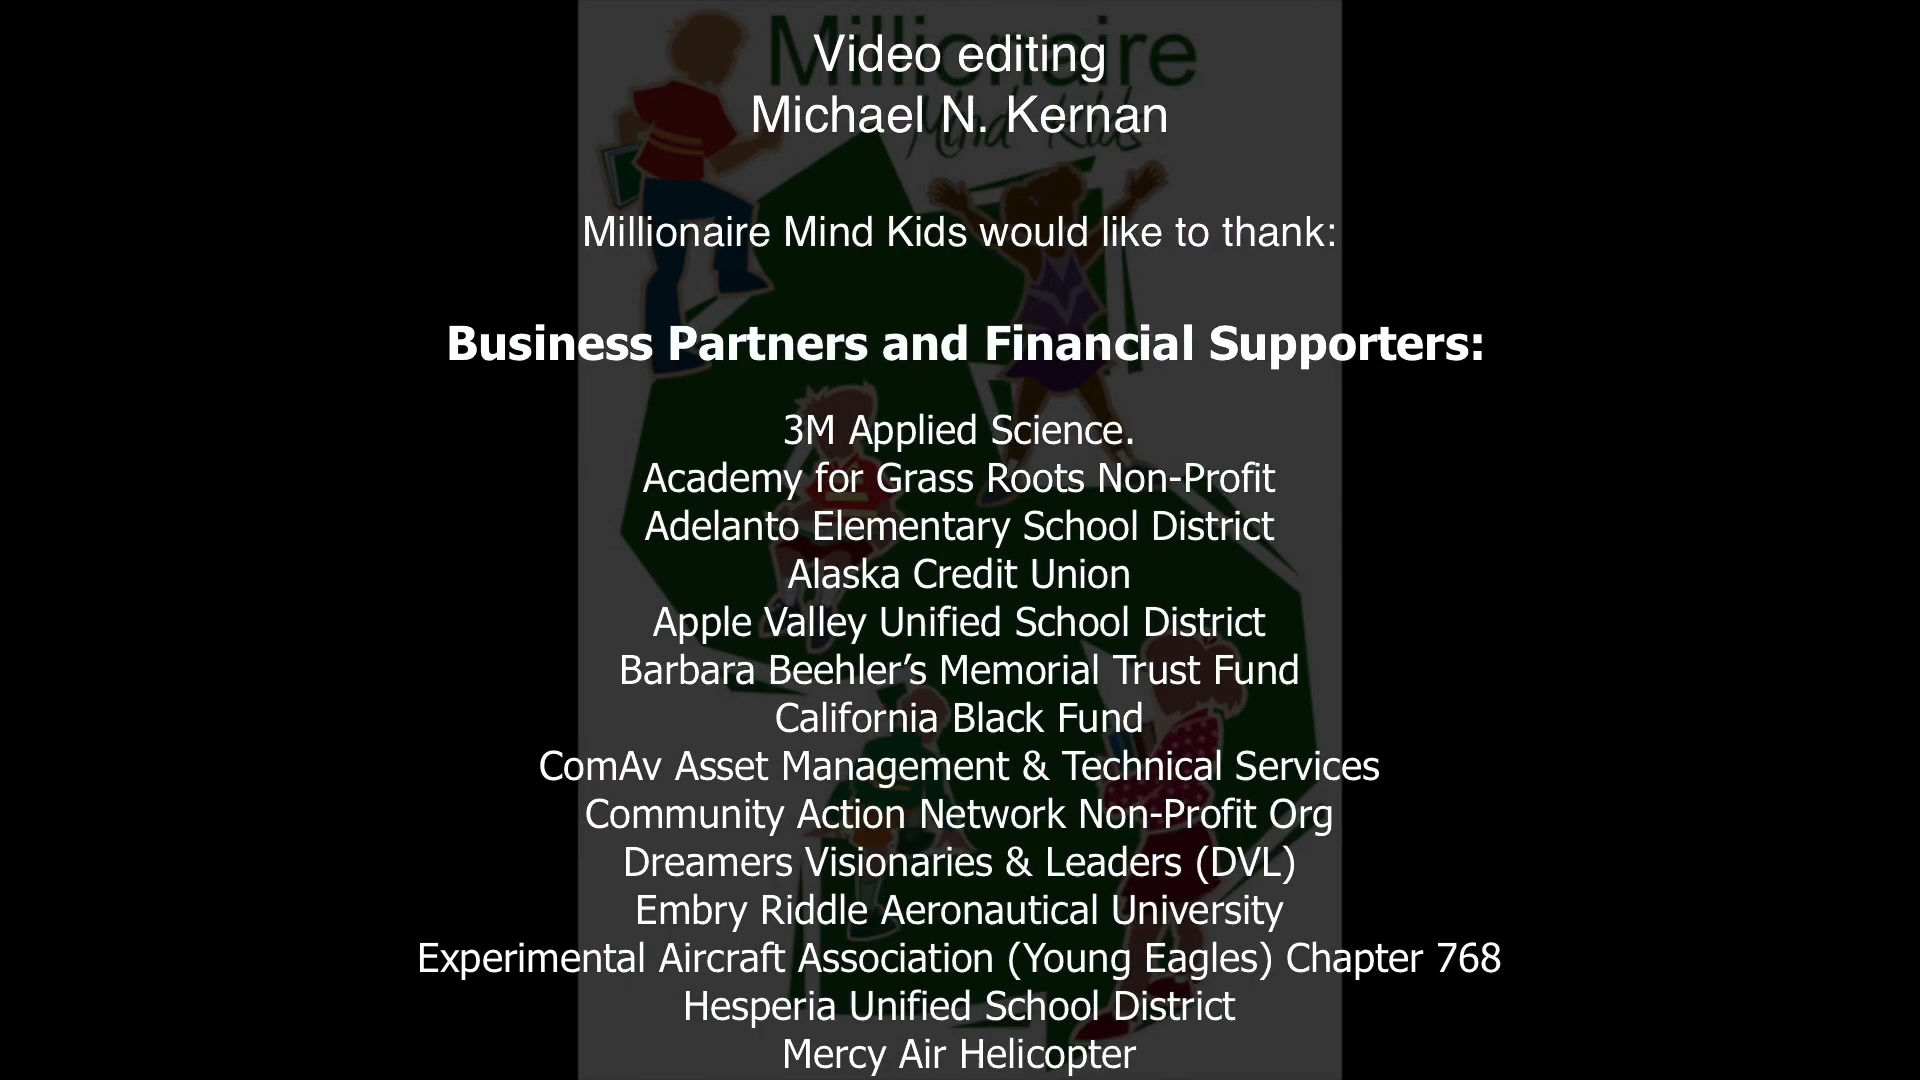 Millionaire
Mind Kids
Video editing
Michael N. Kernan
Millionaire Mind Kids would like to thank:
Business Partners and Financial Supporters:
3M Applied Science.
Academy for Grass Roots Non-Profit
Adelanto Elementary School District
Alaska Credit Union
Apple Valley Unified School District
Barbara Beehler’s Memorial Trust Fund
California Black Fund
ComAv Asset Management & Technical Services
Community Action Network Non-Profit Org
Dreamers Visionaries & Leaders (DVL)
Embry Riddle Aeronautical University
Experimental Aircraft Association (Young Eagles) Chapter 768
Hesperia Unified School District
Mercy Air Helicopter